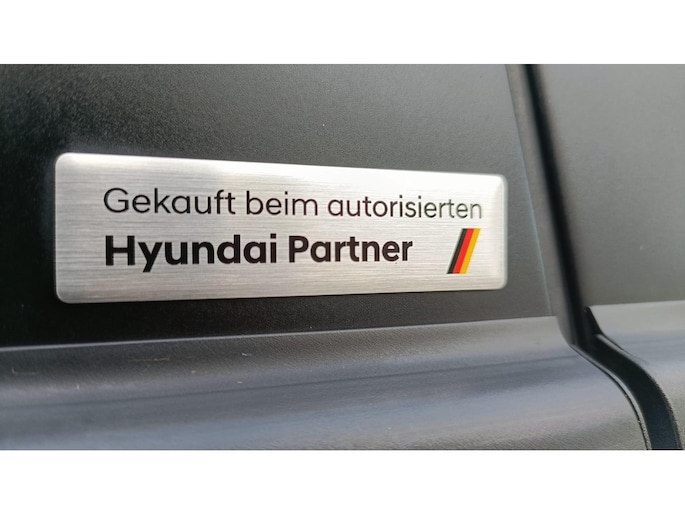 Gekauft beim autorisierten
Hyundai Partner